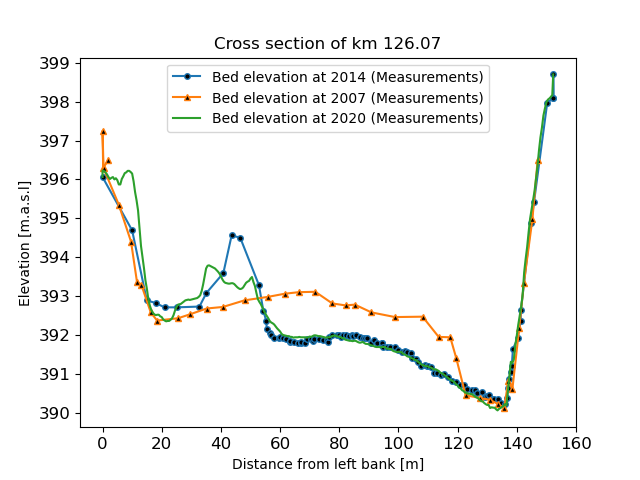 Cross section of km 126.07
Bed elevation at 2014 (Measurements)
Bed elevation at 2007 (Measurements)
Bed elevation at 2020 (Measurements)
Elevation [m.a.s.l]
399
398
397
396
395
394
393
392
391
390
0 20 40 60 80 100 120 140 160
Distance from left bank [m]